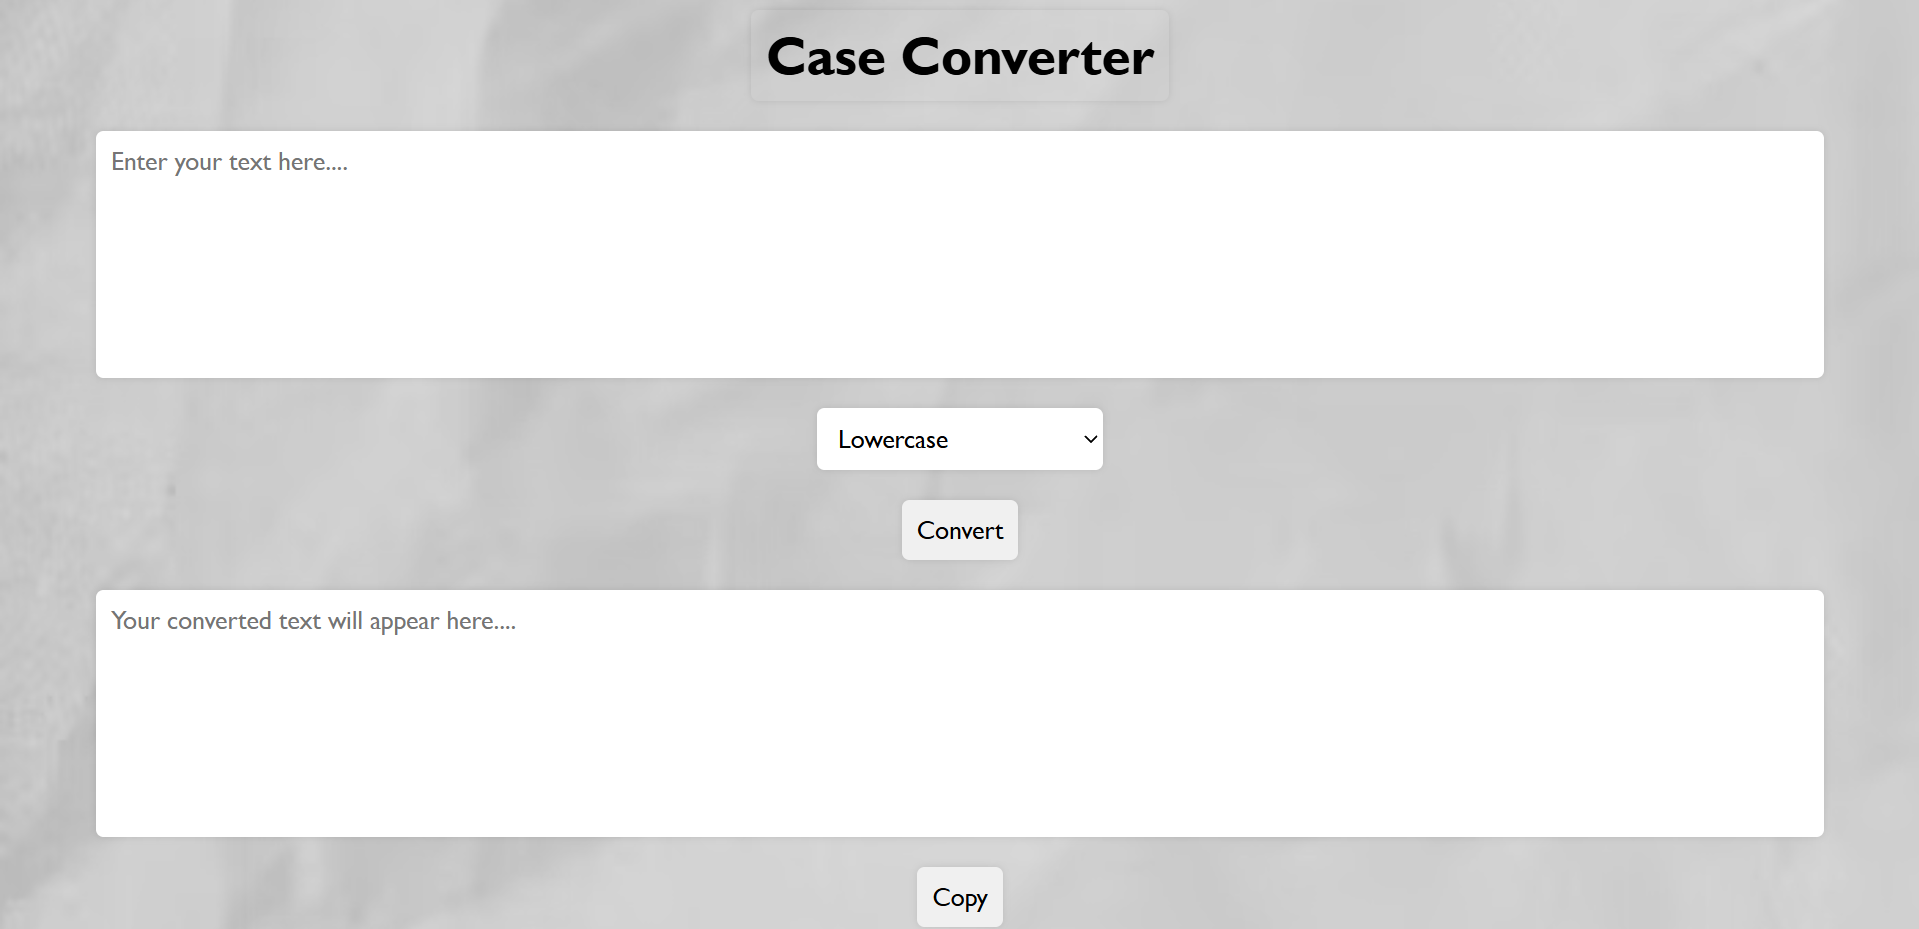 Case Converter
Enter your text here....
Lowercase
Convert
Your converted text will appear here....
Copy